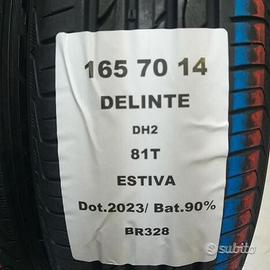 165 70 14
DELINTE
DH2
81T
ESTIVA
Dot.2023/ Bat.90%
BR328
subito